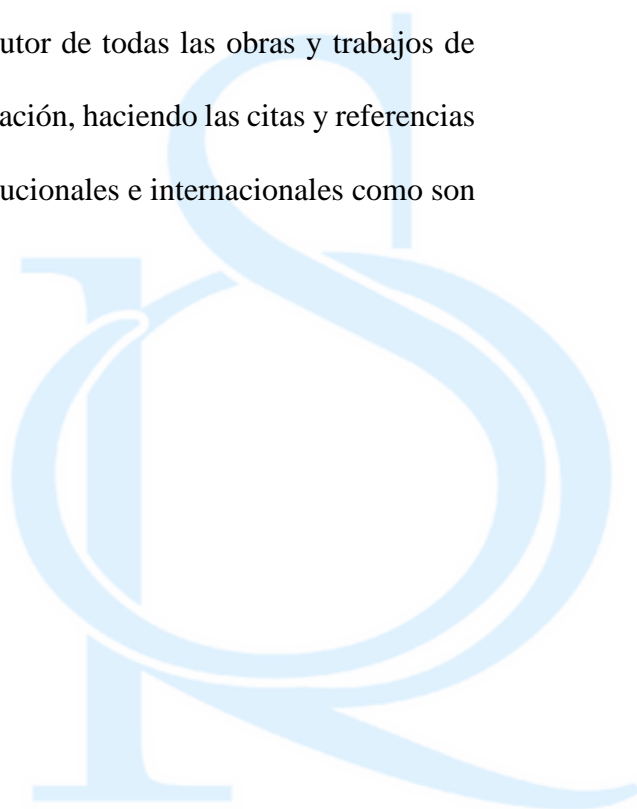 utor de todas las obras y trabajos de
ación, haciendo las citas y referencias
ucionales e internacionales como son